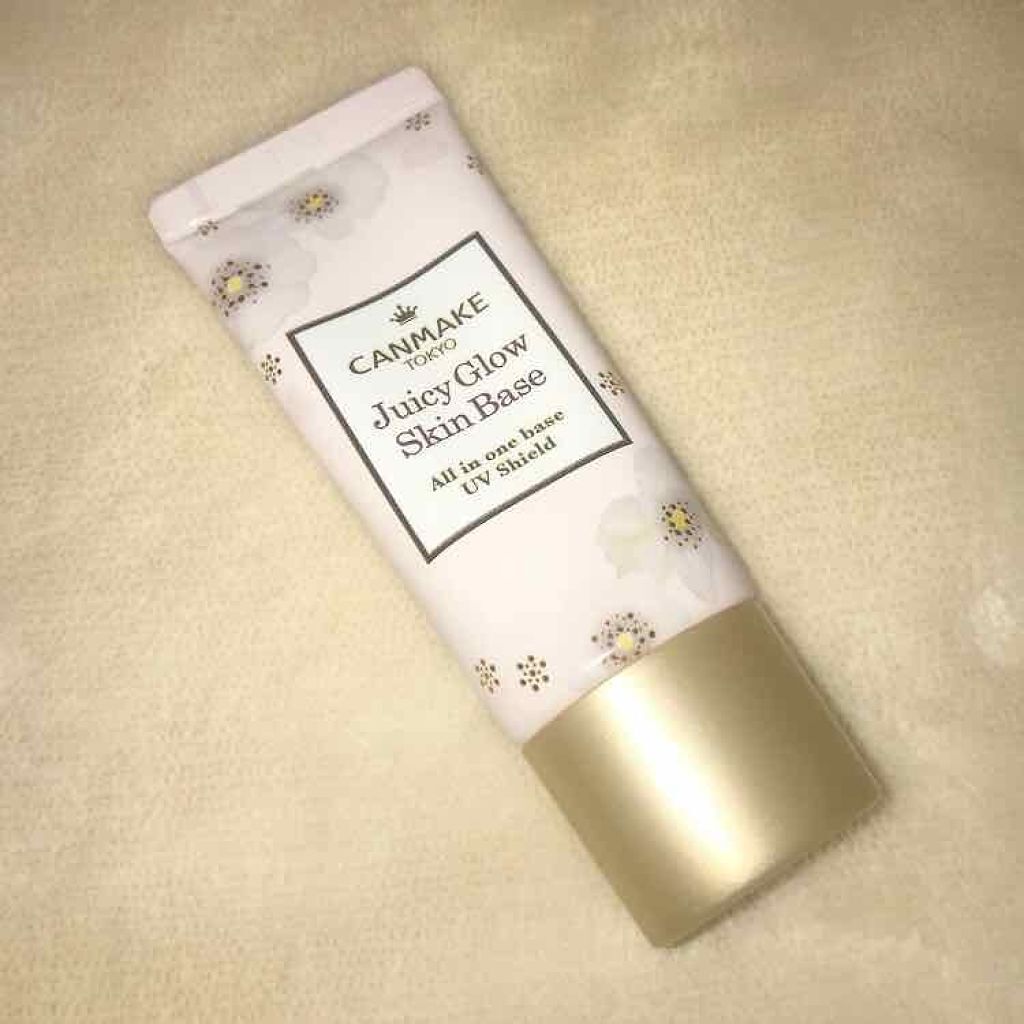 CANMAKE
TOKYO
Juicy Glow
Skin Base
All in one base
UV Shield